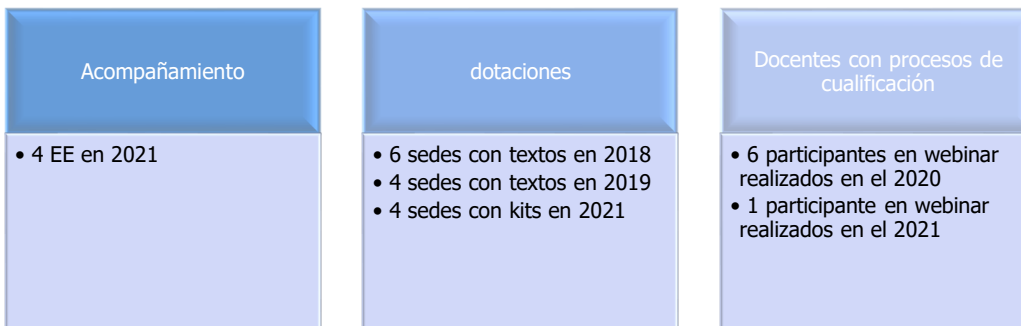 Acompañamiento
• 4 EE en 2021
dotaciones
• 6 sedes con textos en 2018
• 4 sedes con textos en 2019
• 4 sedes con kits en 2021
Docentes con procesos de
cualificación
• 6 participantes en webinar
realizados en el 2020
• 1 participante en webinar
realizados en el 2021